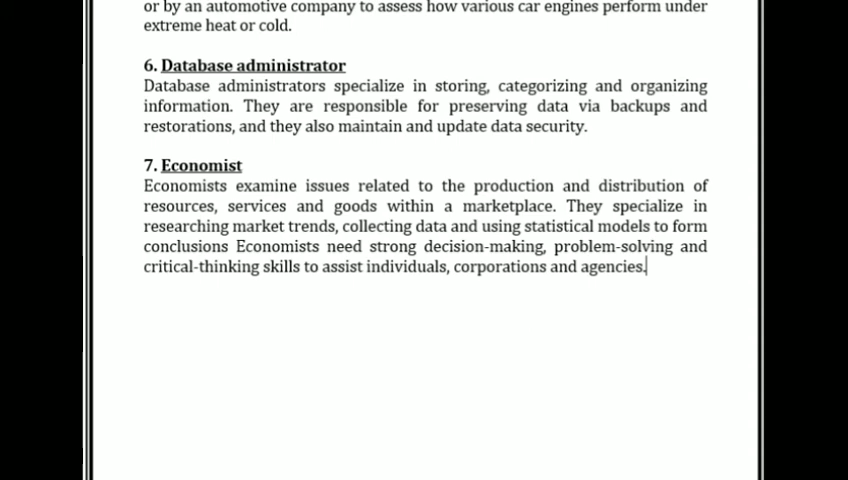 or by an automotive company to assess how various car engines perform under
extreme heat or cold.
6. Database administrator
Database administrators specialize in storing, categorizing and organizing
information. They are responsible for preserving data via backups and
restorations, and they also maintain and update data security.
7. Economist
Economists examine issues related to the production and distribution of
resources, services and goods within a marketplace. They specialize in
researching market trends, collecting data and using statistical models to form
conclusions Economists need strong decision-making, problem-solving and
critical-thinking skills to assist individuals, corporations and agencies.